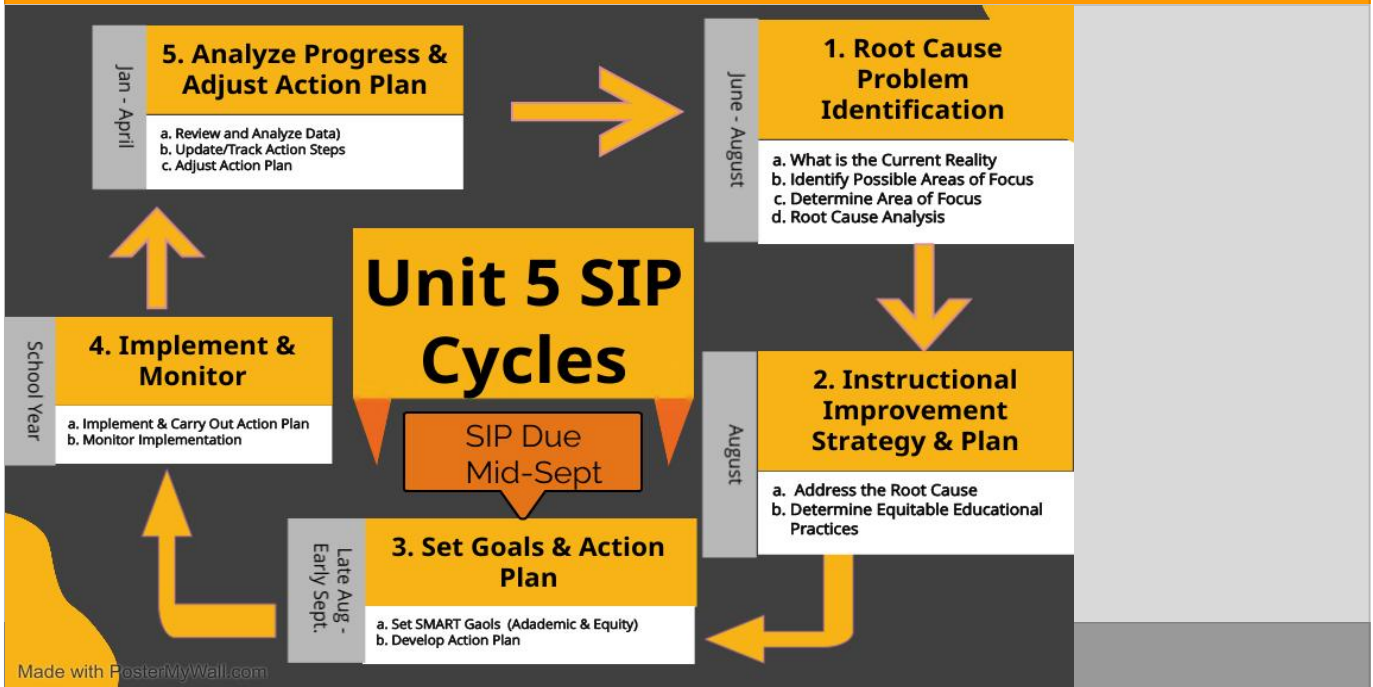 Unit 5 SIP
Cycles
SIP Due
Mid-Sept
June - August
1. Root Cause
Problem
Identification
a. What is the Current Reality
b. Identify Possible Areas of Focus
c. Determine Area of Focus
d. Root Cause Analysis
August
2. Instructional
Improvement
Strategy & Plan
a. Address the Root Cause
b. Determine Equitable Educational
Practices
Late Aug -
Early Sept.
3. Set Goals & Action
Plan
a. Set SMART Gaols (Adademic & Equity)
b. Develop Action Plan
School Year
4. Implement &
Monitor
a. Implement & Carry Out Action Plan
b. Monitor Implementation
Jan - April
5. Analyze Progress &
Adjust Action Plan
a. Review and Analyze Data)
b. Update/Track Action Steps
c. Adjust Action Plan
Made with PosterMyWall.com